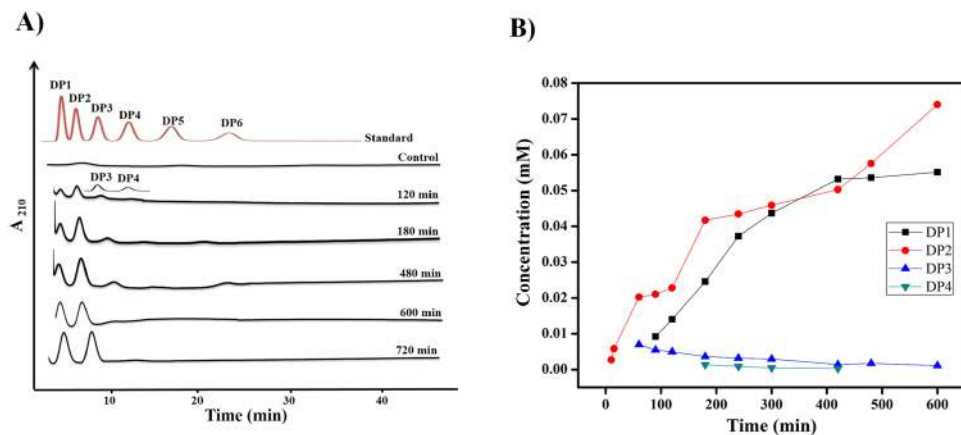 A)
DP1
DP2
DP3
DP4
DP5
DP6
Standard
Control
DP3 DP4
120 min
180 min
480 min
600 min
720 min
A 210
10 20 30 40
Time (min)
B)
0.08
0.07
0.06
0.05
0.04
0.03
0.02
0.01
0.00
Concentration (mM)
DP1
DP2
DP3
DP4
0 100 200 300 400 500 600
Time (min)